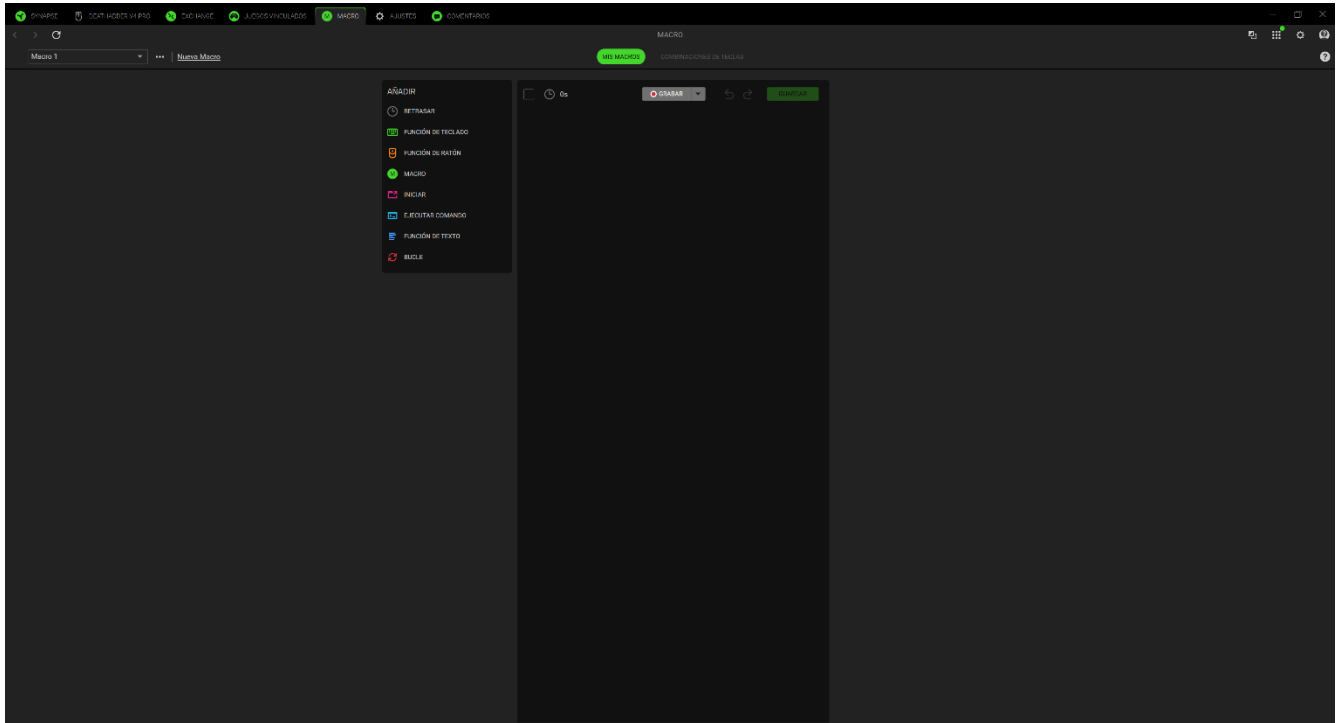 SYNAPSE DEATHADDER V4 PRO EXCHANGE JUEGOS VINCULADOS MACRO AJUSTES COMENTARIOS
MACRO
Macro 1 Nueva Macro MIS MACROS COMBINACIONES DE TECLAS
AÑADIR
0s GRABAR GUARDAR
RETRASAR
FUNCIÓN DE TECLADO
FUNCIÓN DE RATÓN
MACRO
INICIAR
EJECUTAR COMANDO
FUNCIÓN DE TEXTO
BUCLE